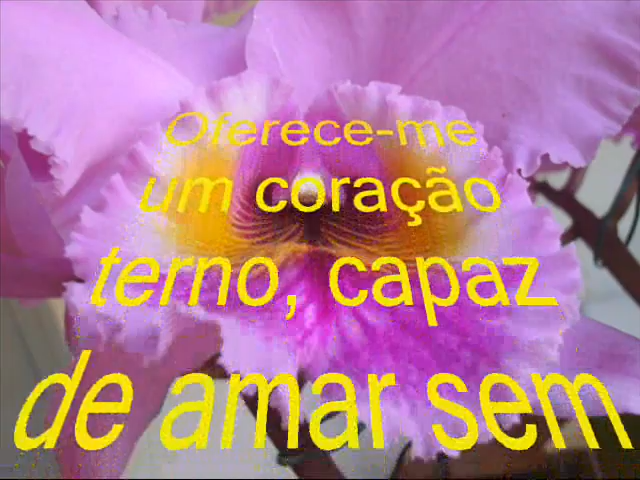 Oferece-me
um coração
terno, capaz
de amar sem